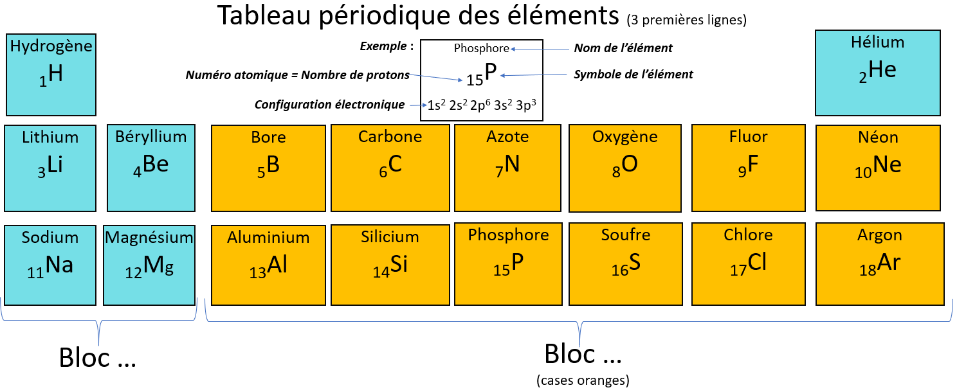 Tableau périodique des éléments (3 premières lignes)
Exemple :
Phosphore
Nom de l’élément
Numéro atomique = Nombre de protons
₁₅P
Symbole de l’élément
Configuration électronique
1s² 2s² 2p⁶ 3s² 3p³
Hydrogène
₁H
Hélium
₂He
Lithium
₃Li
Béryllium
₄Be
Bore
₅B
Carbone
₆C
Azote
₇N
Oxygène
₈O
Fluor
₉F
Néon
₁₀Ne
Sodium
₁₁Na
Magnésium
₁₂Mg
Aluminium
₁₃Al
Silicium
₁₄Si
Phosphore
₁₅P
Soufre
₁₆S
Chlore
₁₇Cl
Argon
₁₈Ar
Bloc ...
Bloc ...
(cases oranges)